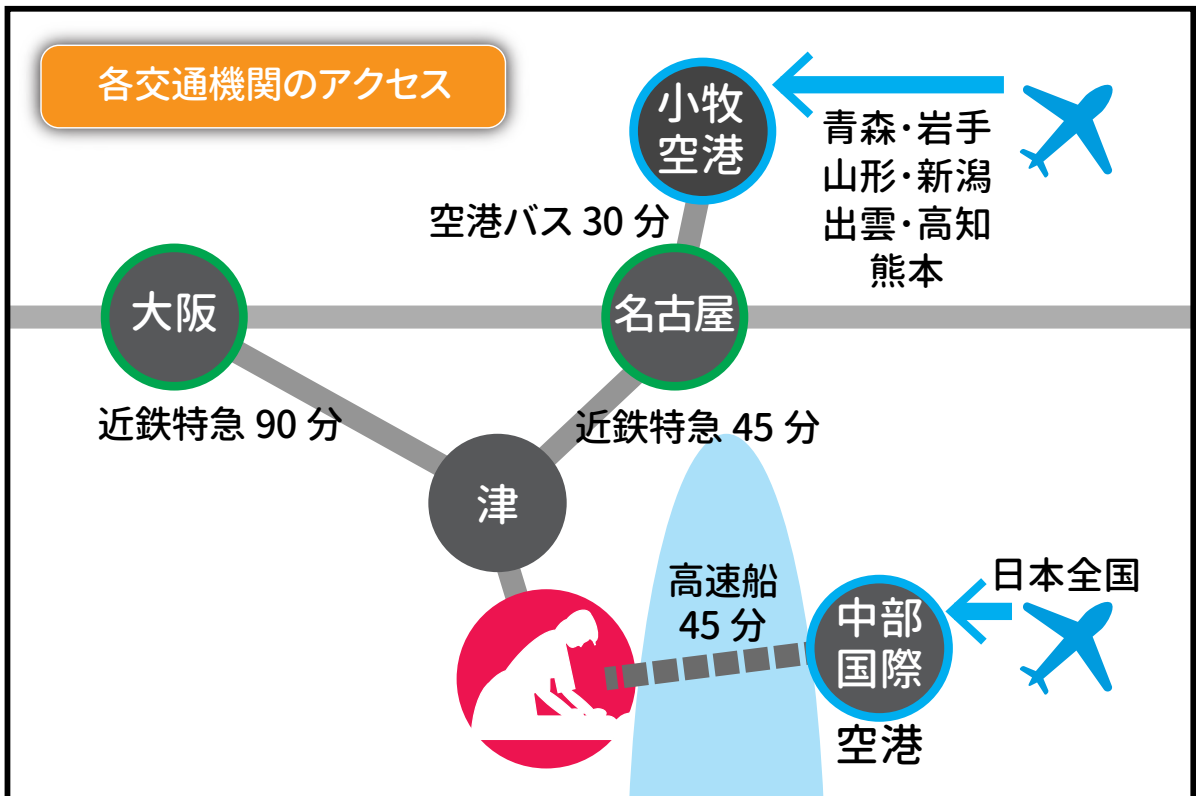 各交通機関のアクセス
小牧
空港
青森・岩手
山形・新潟
出雲・高知
熊本
空港バス 30 分
大阪
名古屋
近鉄特急 90 分
近鉄特急 45 分
津
高速船
45 分
日本全国
中部
国際
空港